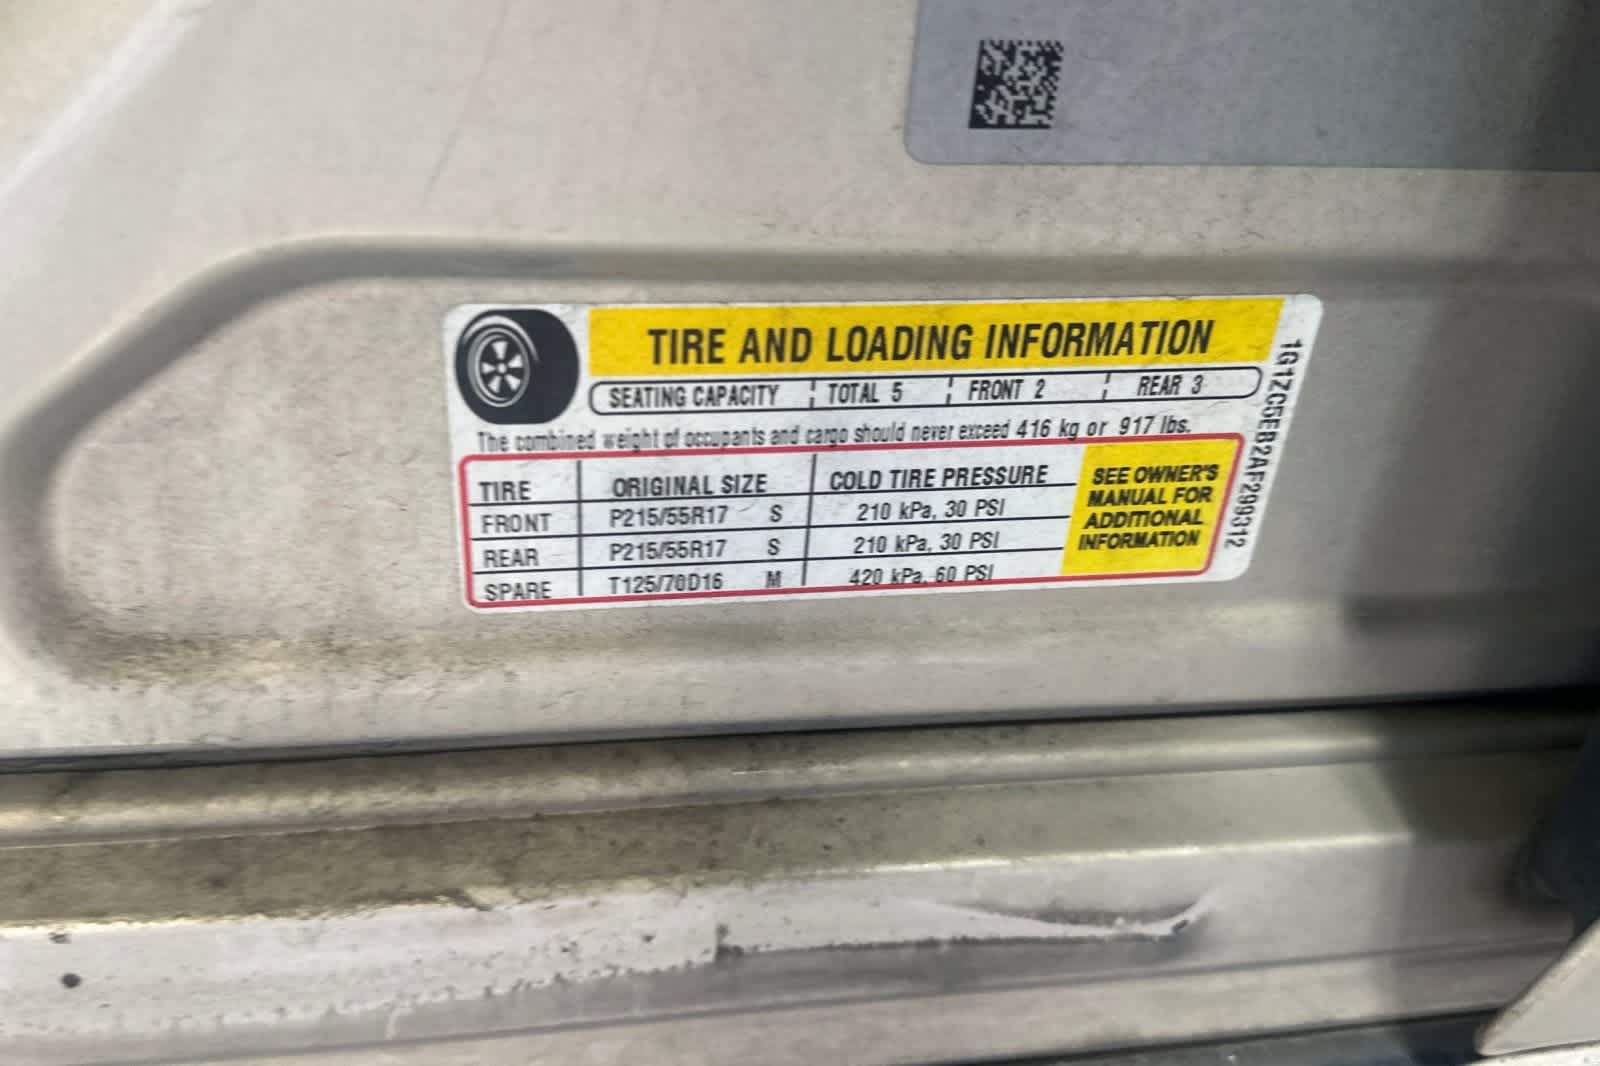 TIRE AND LOADING INFORMATION
SEATING CAPACITY TOTAL 5 FRONT 2 REAR 3
The combined weight of occupants and cargo should never exceed 416 kg or 917 lbs.
TIRE ORIGINAL SIZE COLD TIRE PRESSURE
FRONT P215/55R17 S 210 kPa, 30 PSI
REAR P215/55R17 S 210 kPa, 30 PSI
SPARE T125/70D16 M 420 kPa, 60 PSI
SEE OWNER'S
MANUAL FOR
ADDITIONAL
INFORMATION
1G1ZC5EB2AF299312